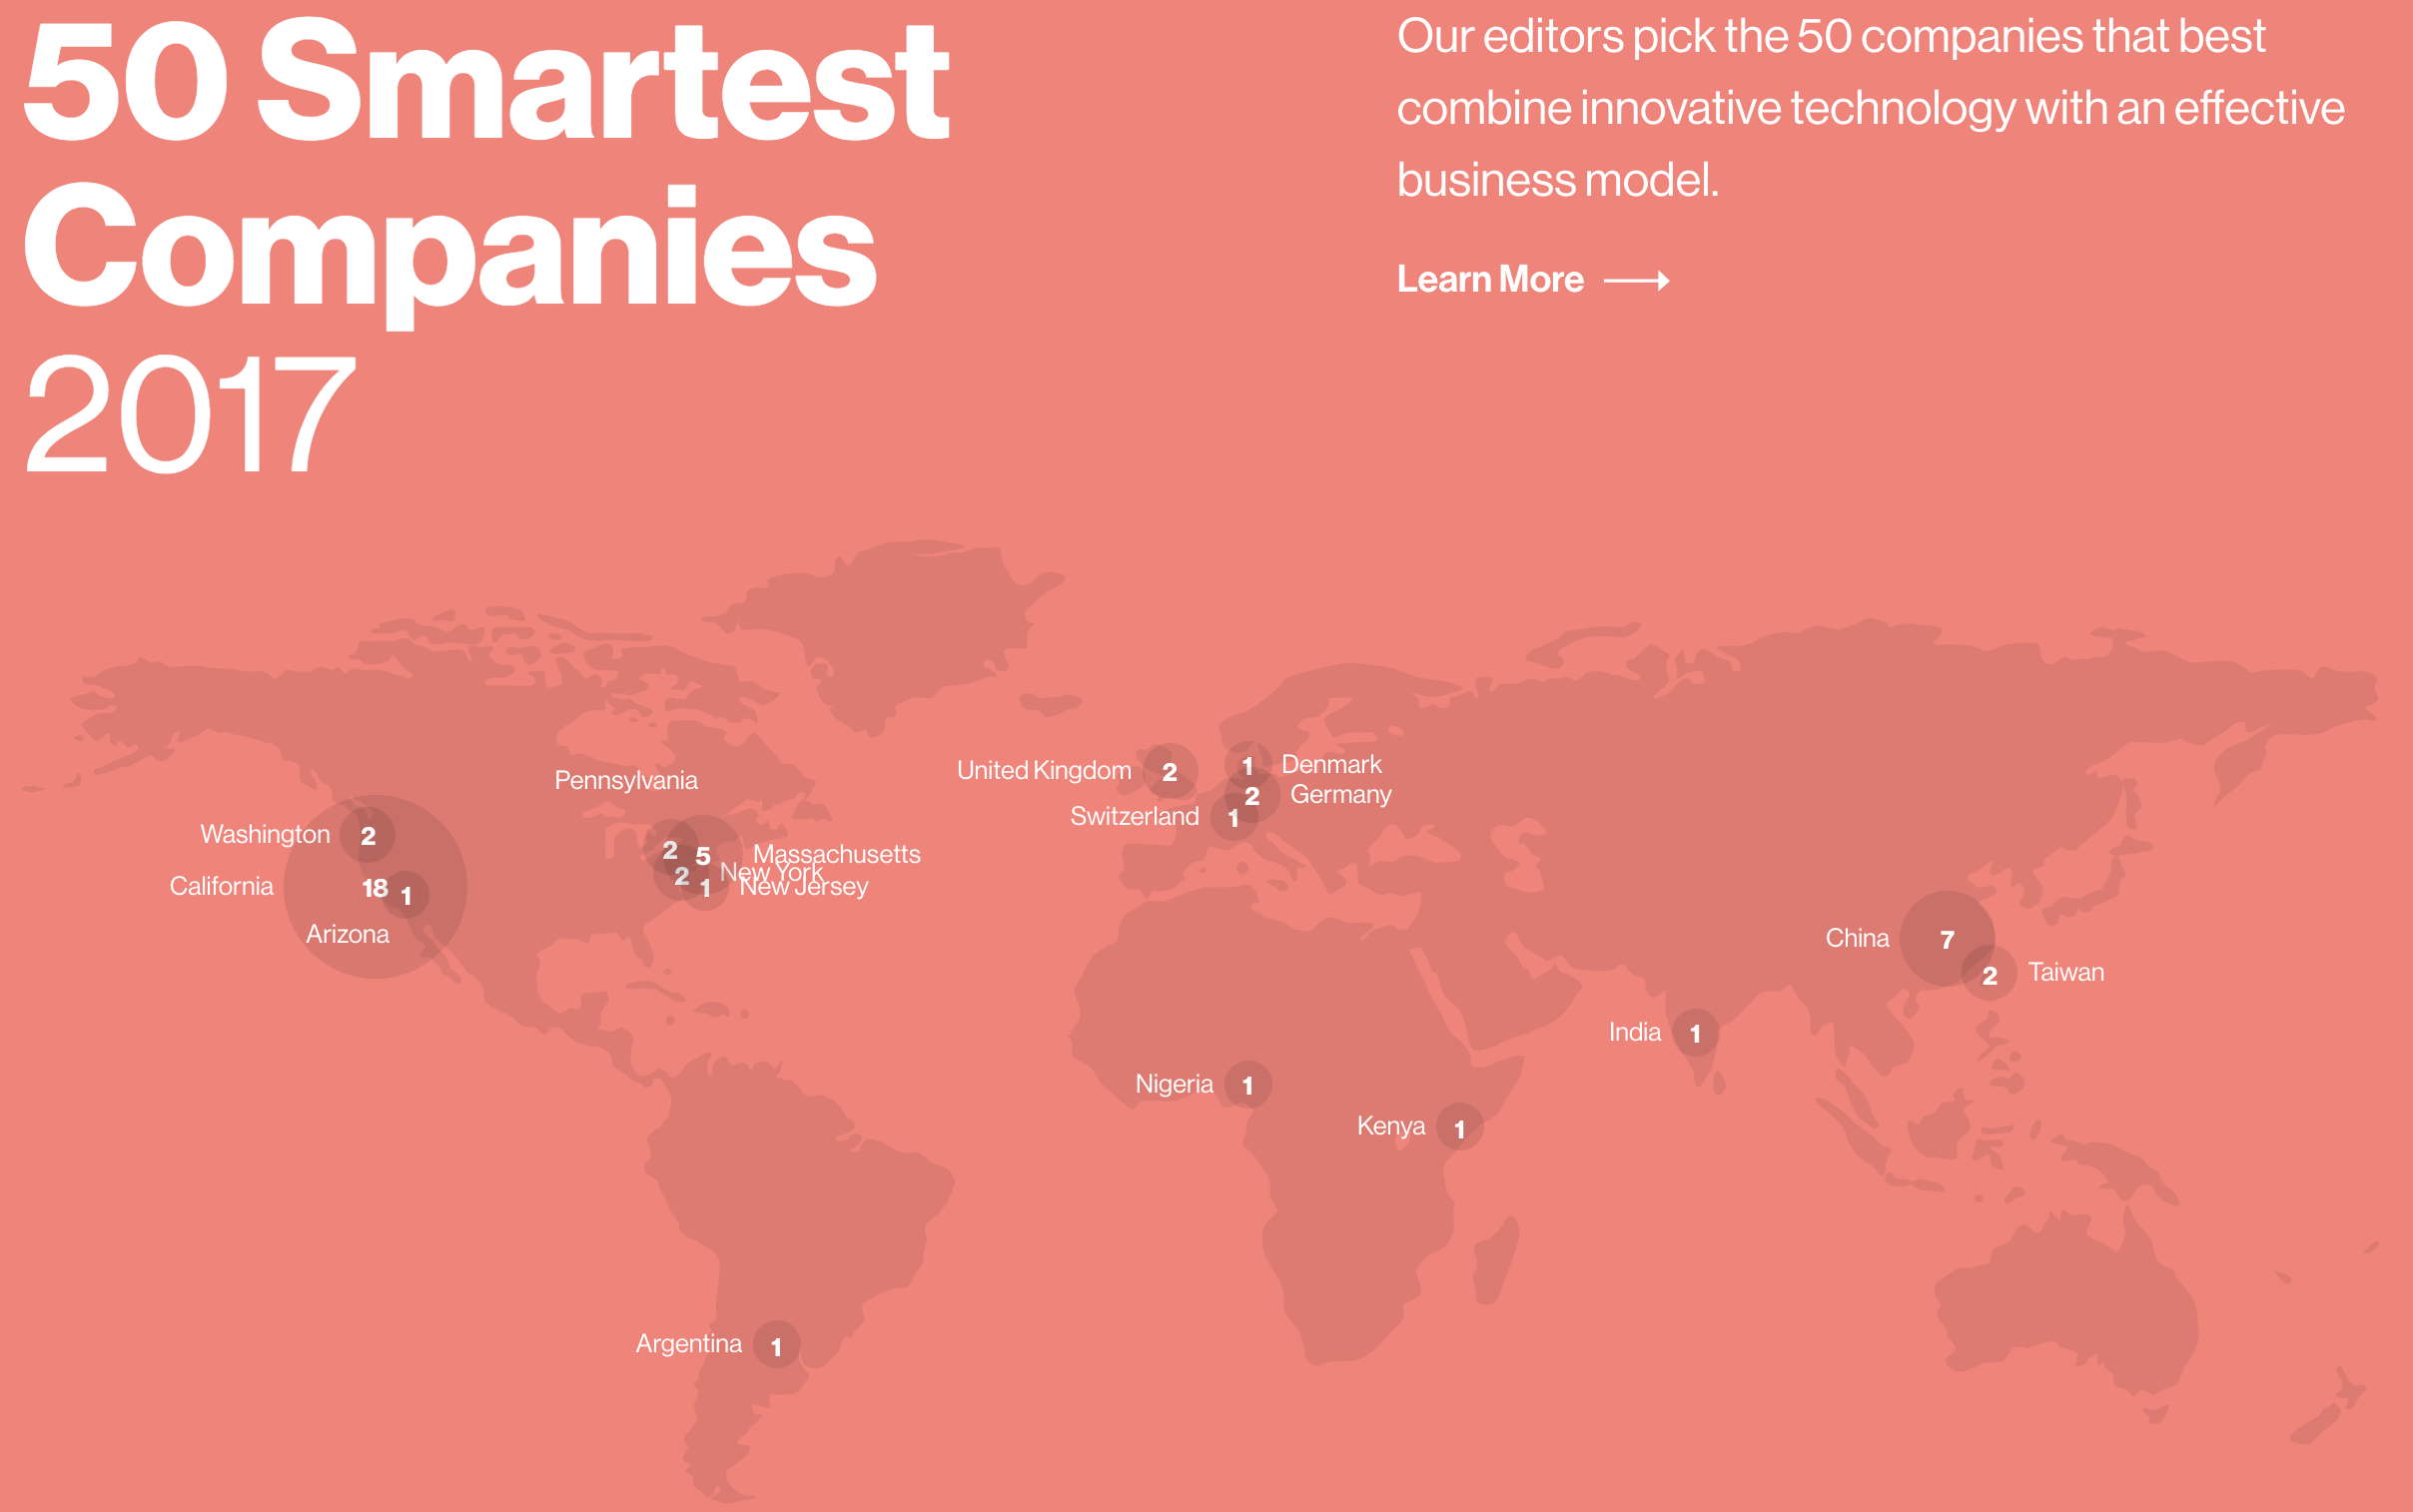 50 Smartest
Companies
2017
Our editors pick the 50 companies that best
combine innovative technology with an effective
business model.
Learn More
Pennsylvania
United Kingdom 2
1 Denmark
2 Germany
Switzerland 1
Washington 2
2
5 Massachusetts
2 New York
1 New Jersey
California 18
1
Arizona
China 7
2 Taiwan
India 1
Nigeria 1
Kenya 1
Argentina 1